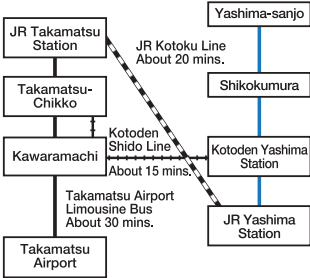 JR Takamatsu
Station
Takamatsu-
Chikko
Kawaramachi
Takamatsu
Airport
JR Kotoku Line
About 20 mins.
Kotoden
Shido Line
About 15 mins.
Takamatsu Airport
Limousine Bus
About 30 mins.
Yashima-sanjo
Shikokumura
Kotoden Yashima
Station
JR Yashima
Station